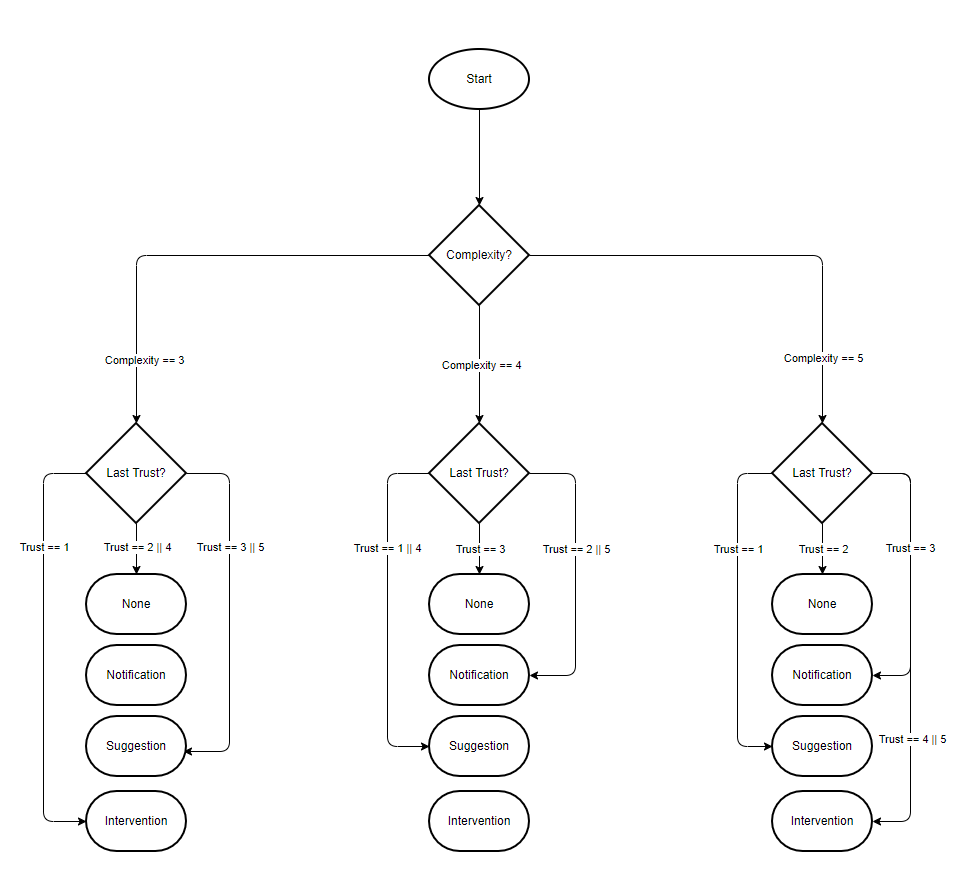 Start
Complexity?
Complexity == 3
Complexity == 4
Complexity == 5
Last Trust?
Last Trust?
Last Trust?
Trust == 1
Trust == 2 || 4
Trust == 3 || 5
Trust == 1 || 4
Trust == 3
Trust == 2 || 5
Trust == 1
Trust == 2
Trust == 3
None
None
None
Notification
Notification
Notification
Suggestion
Suggestion
Suggestion
Trust == 4 || 5
Intervention
Intervention
Intervention